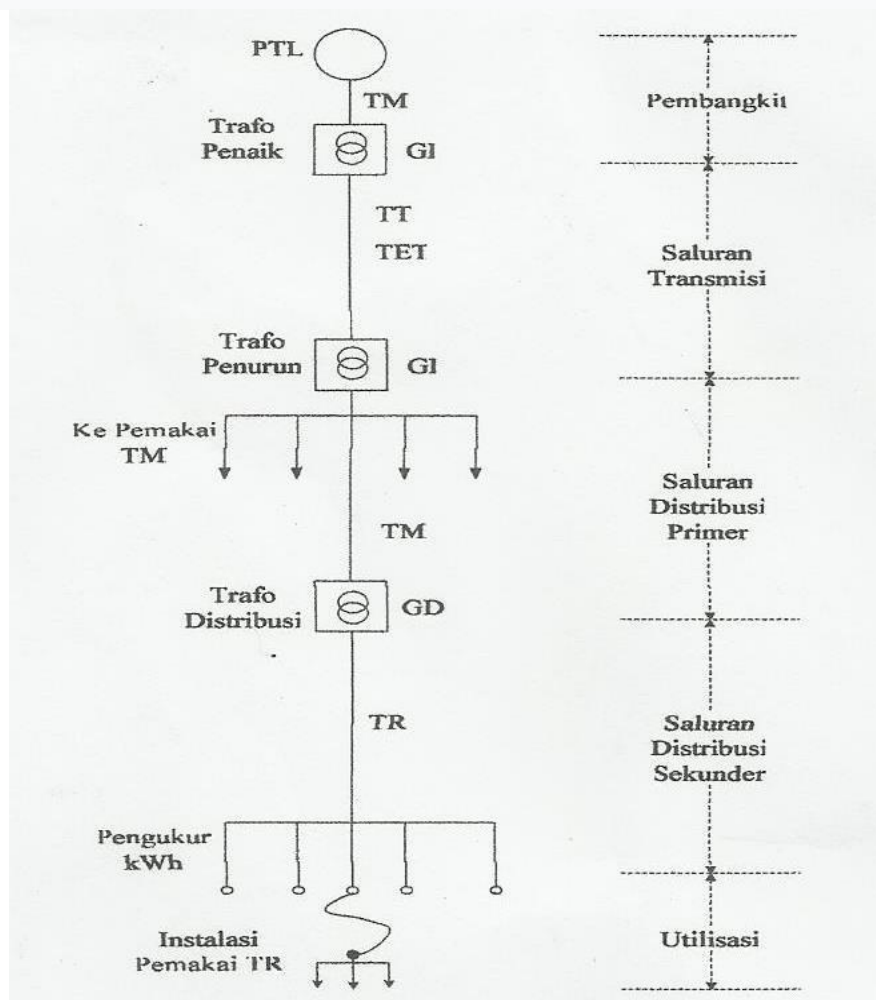 PTL
TM
Pembangkit
Trafo
Penaik
GI
TT
TET
Saluran
Transmisi
Trafo
Penurun
GI
Ke Pemakai
TM
Saluran
Distribusi
Primer
TM
Trafo
Distribusi
GD
TR
Saluran
Distribusi
Sekunder
Pengukur
kWh
Instalasi
Pemakai TR
Utilisasi